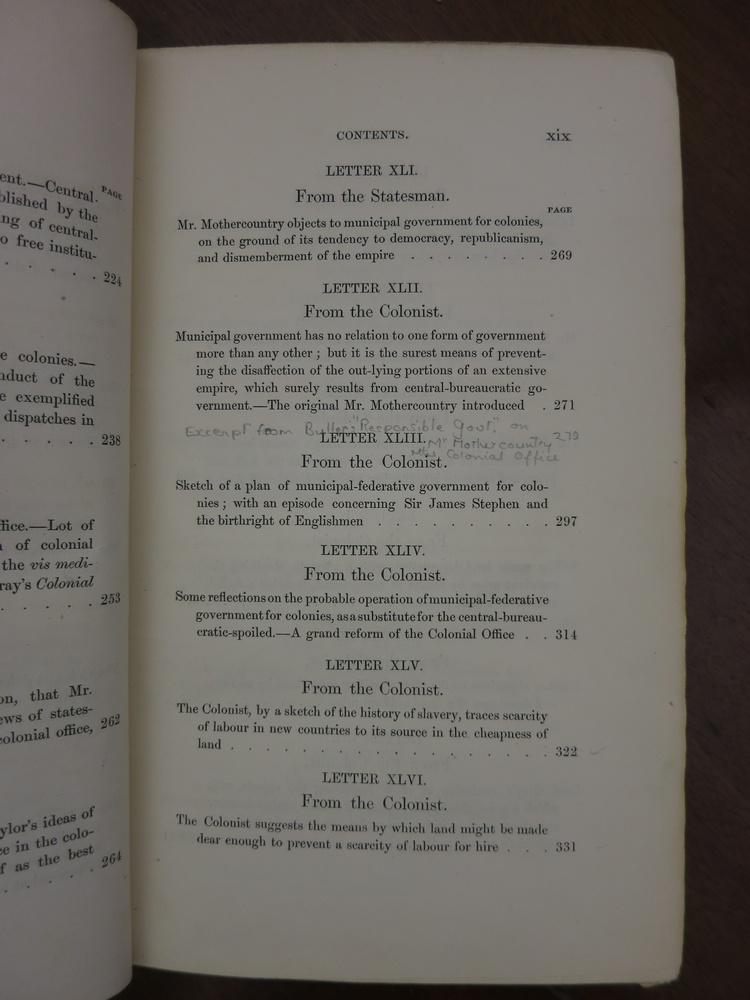 ent.—Central-
PAGE
blished by the
ng of central-
o free institu-
. . . . . 224
e colonies.—
nduct of the
e exemplified
dispatches in
. . . . . 238
ffice.—Lot of
of colonial
the vis medi-
ray's Colonial
. . . . . 253
on, that Mr.
ews of states-
colonial office,
262
ylor's ideas of
ce in the colo-
f as the best
. . . . . 264
CONTENTS. xix
LETTER XLI.
From the Statesman.
PAGE
Mr. Mothercountry objects to municipal government for colonies,
on the ground of its tendency to democracy, republicanism,
and dismemberment of the empire . . . . . . . . 269
LETTER XLII.
From the Colonist.
Municipal government has no relation to one form of government
more than any other ; but it is the surest means of prevent-
ing the disaffection of the out-lying portions of an extensive
empire, which surely results from central-bureaucratic go-
vernment.—The original Mr. Mothercountry introduced . 271
Excerpt from Buller's "Responsible Govt." on
Mr Mothercountry 279
Colonial Office
LETTER XLIII.
From the Colonist.
Sketch of a plan of municipal-federative government for colo-
nies ; with an episode concerning Sir James Stephen and
the birthright of Englishmen . . . . . . . . . . 297
LETTER XLIV.
From the Colonist.
Some reflections on the probable operation of municipal-federative
government for colonies, as a substitute for the central-bureau-
cratic-spoiled.—A grand reform of the Colonial Office . . 314
LETTER XLV.
From the Colonist.
The Colonist, by a sketch of the history of slavery, traces scarcity
of labour in new countries to its source in the cheapness of
land . . . . . . . . . . . . . . . . . 322
LETTER XLVI.
From the Colonist.
The Colonist suggests the means by which land might be made
dear enough to prevent a scarcity of labour for hire . . . 331